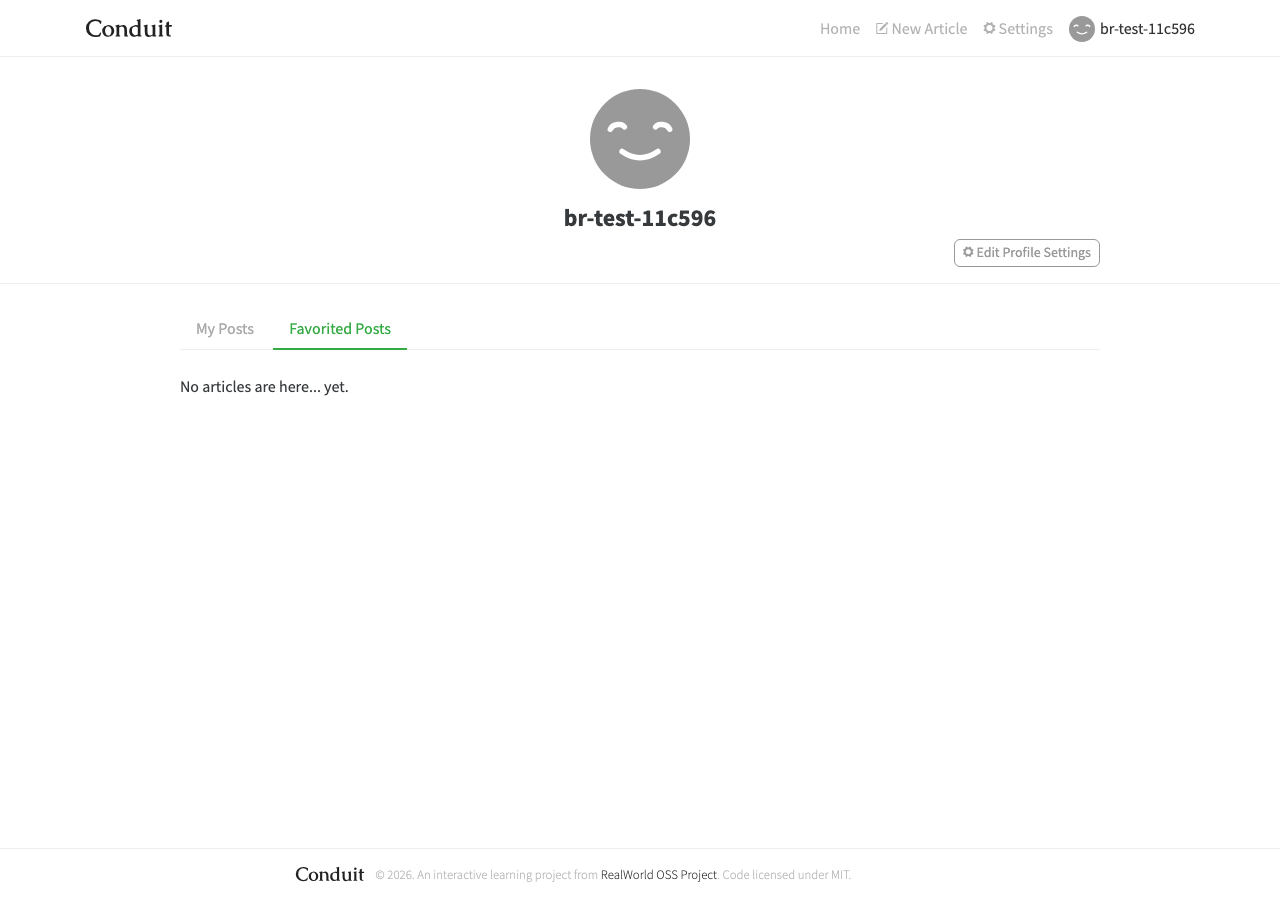 Conduit
Home New Article Settings br-test-11c596
br-test-11c596
Edit Profile Settings
My Posts Favorited Posts
No articles are here... yet.
Conduit © 2026. An interactive learning project from RealWorld OSS Project. Code licensed under MIT.